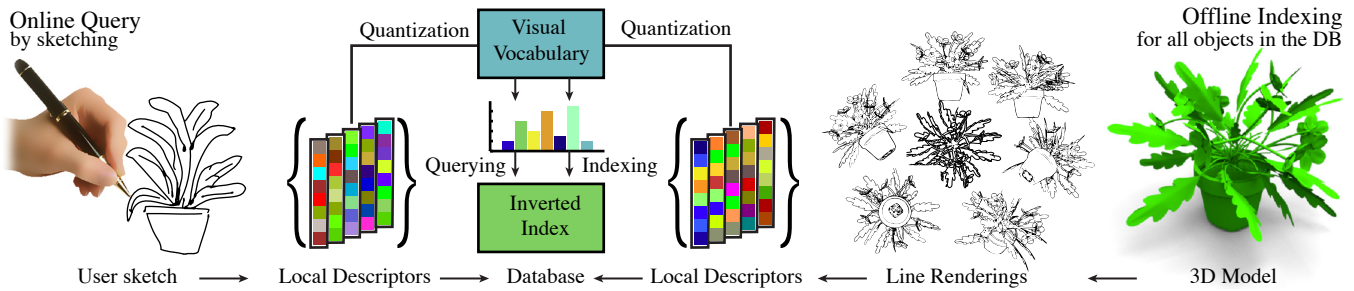 Online Query
by sketching
Quantization
Visual
Vocabulary
Quantization
Offline Indexing
for all objects in the DB
Querying
Indexing
Inverted
Index
User sketch
Local Descriptors
Database
Local Descriptors
Line Renderings
3D Model